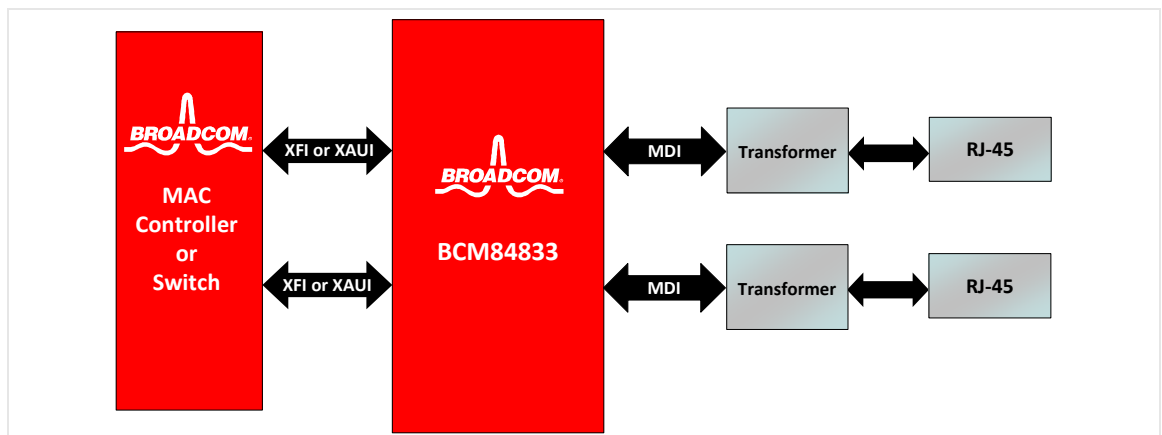 BROADCOM®
MAC
Controller
or
Switch
XFI or XAUI
XFI or XAUI
BROADCOM®
BCM84833
MDI
MDI
Transformer
RJ-45
Transformer
RJ-45